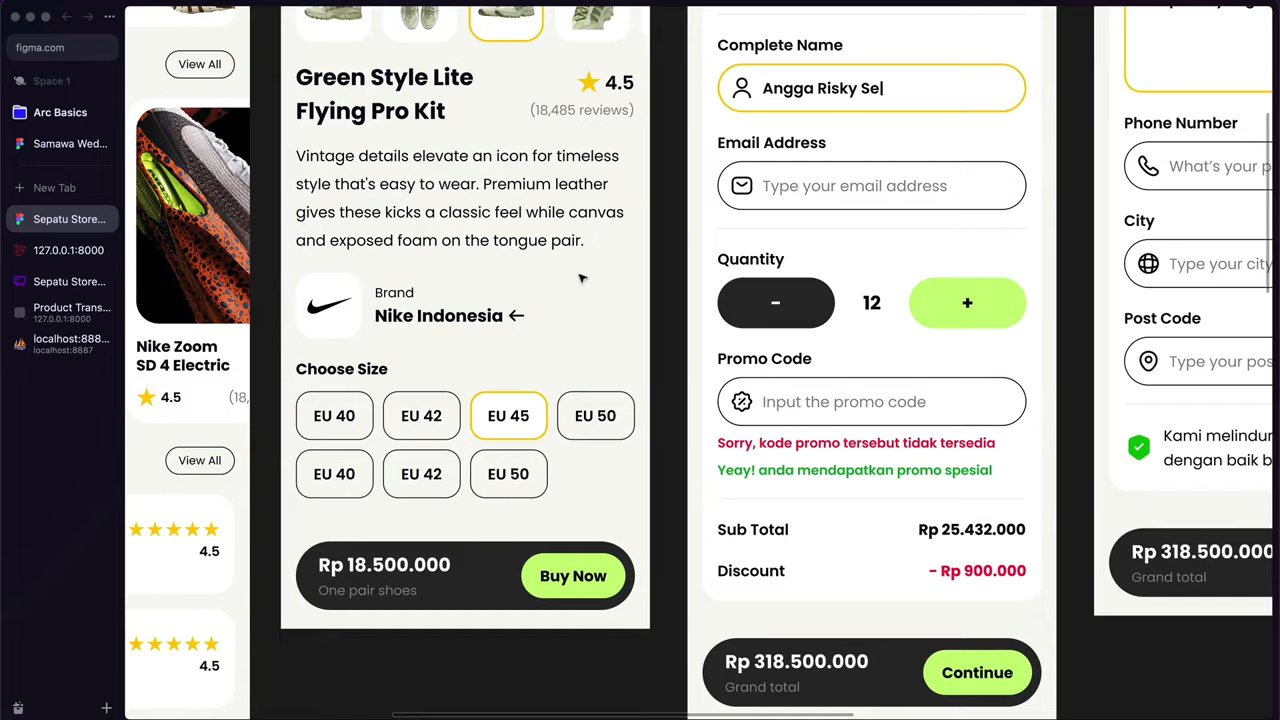 figma.com
Space 1
Arc Basics
Samawa Wed...
New Tab
Sepatu Store...
127.0.0.1:8000
Sepatu Store...
Product Trans...
127.0.0.1:8000
localhost:888...
localhost:8887
View All
Nike Zoom
SD 4 Electric
4.5
(18,
View All
4.5
4.5
Green Style Lite
Flying Pro Kit
4.5
(18,485 reviews)
Vintage details elevate an icon for timeless
style that's easy to wear. Premium leather
gives these kicks a classic feel while canvas
and exposed foam on the tongue pair.
Brand
Nike Indonesia
Choose Size
EU 40
EU 42
EU 45
EU 50
EU 40
EU 42
EU 50
Rp 18.500.000
One pair shoes
Buy Now
Complete Name
Angga Risky Se
Email Address
Type your email address
Quantity
-
12
+
Promo Code
Input the promo code
Sorry, kode promo tersebut tidak tersedia
Yeay! anda mendapatkan promo spesial
Sub Total
Rp 25.432.000
Discount
- Rp 900.000
Rp 318.500.000
Grand total
Continue
Phone Number
What's your p
City
Type your city
Post Code
Type your pos
Kami melindun
dengan baik b
Rp 318.500.000
Grand total